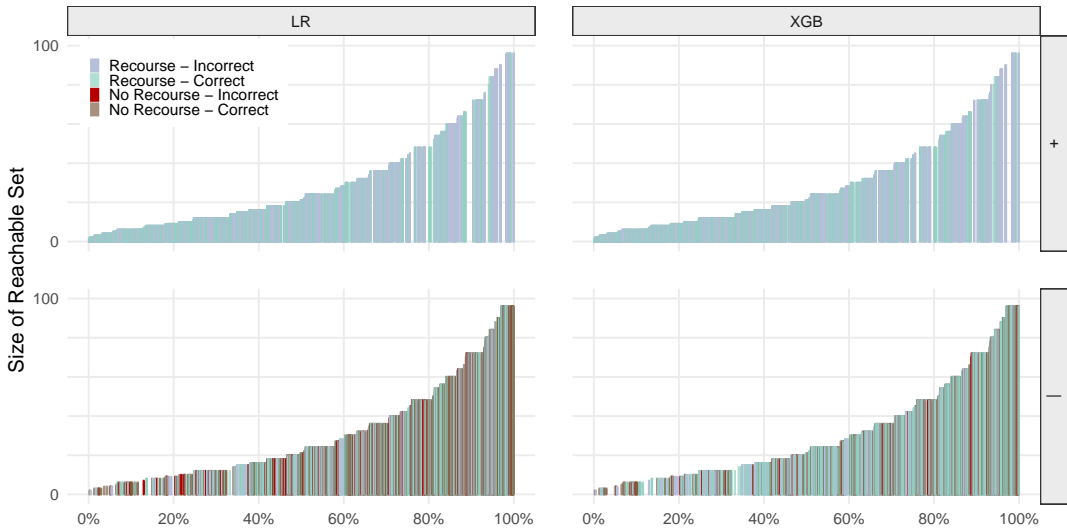 LR
XGB
100
0
Recourse − Incorrect
Recourse − Correct
No Recourse − Incorrect
No Recourse − Correct
+
Size of Reachable Set
100
0
−
0%
20%
40%
60%
80%
100%
0%
20%
40%
60%
80%
100%